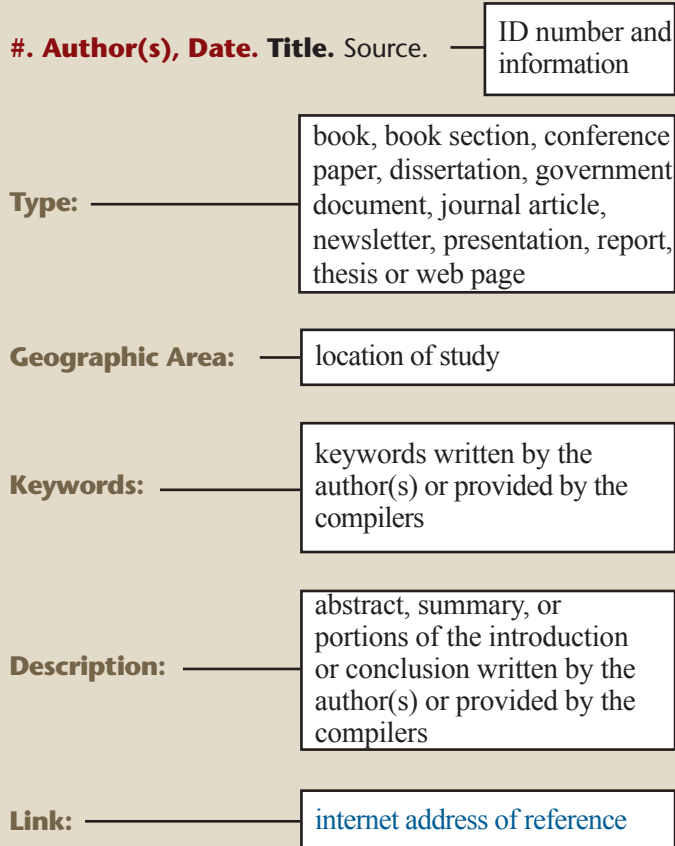 #. Author(s), Date. Title. Source.
ID number and
information
Type:
book, book section, conference
paper, dissertation, government
document, journal article,
newsletter, presentation, report,
thesis or web page
Geographic Area:
location of study
Keywords:
keywords written by the
author(s) or provided by the
compilers
Description:
abstract, summary, or
portions of the introduction
or conclusion written by the
author(s) or provided by the
compilers
Link:
internet address of reference